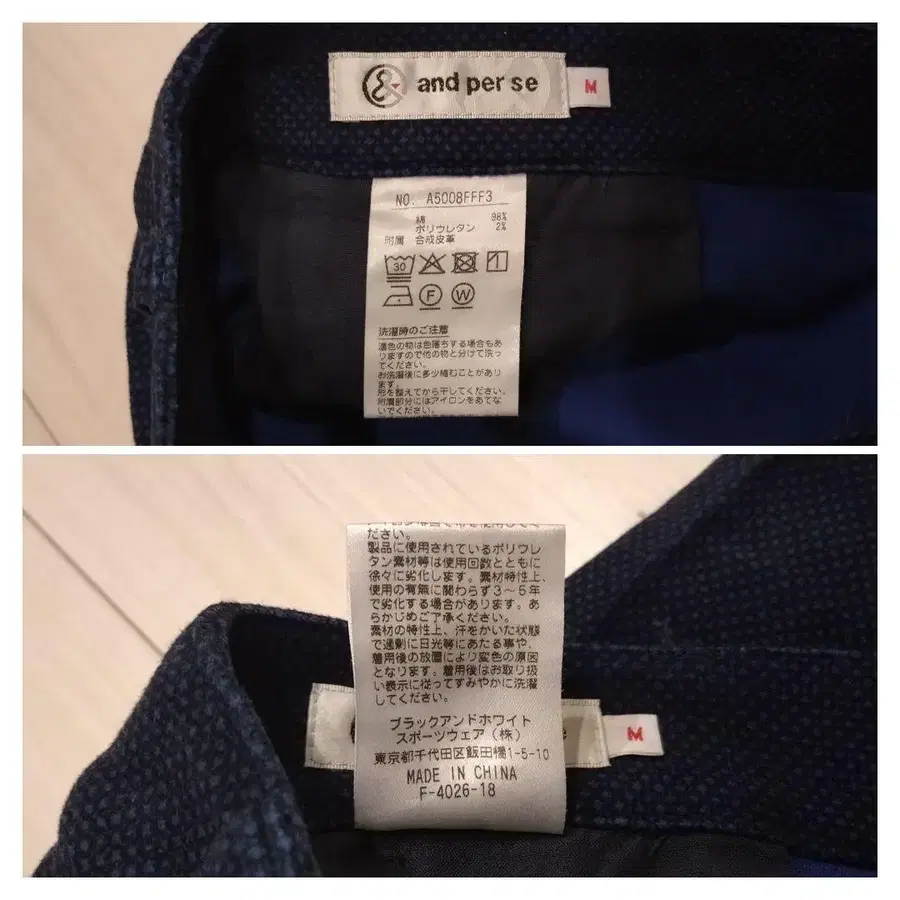 and per se
M
NO. A5008FFF3
綿 98%
ポリウレタン 2%
附属 合成皮革
30
F W
洗濯時のご注意
濃色の物は色落ちする場合もあ
りますので他の物と分けて洗っ
てください。
お洗濯後に多少縮むことがあり
ます。
形を整えてから干してください。
附属部分にはアイロンをあてな
いでください。
ださい。
製品に使用されているポリウレ
タン素材等は使用回数とともに
徐々に劣化します。素材特性上、
使用の有無に関わらず3～5年
で劣化する場合があります。あ
らかじめご了承ください。
素材の特性上、汗をかいた状態
で過剰に日光等にあたる事や、
着用後の放置により変色の原因
となります。着用後はお取り扱
い表示に従ってすみやかに洗濯
してください。
ブラックアンドホワイト
スポーツウェア(株)
東京都千代田区飯田橋1-5-10
MADE IN CHINA
F-4026-18
e
M